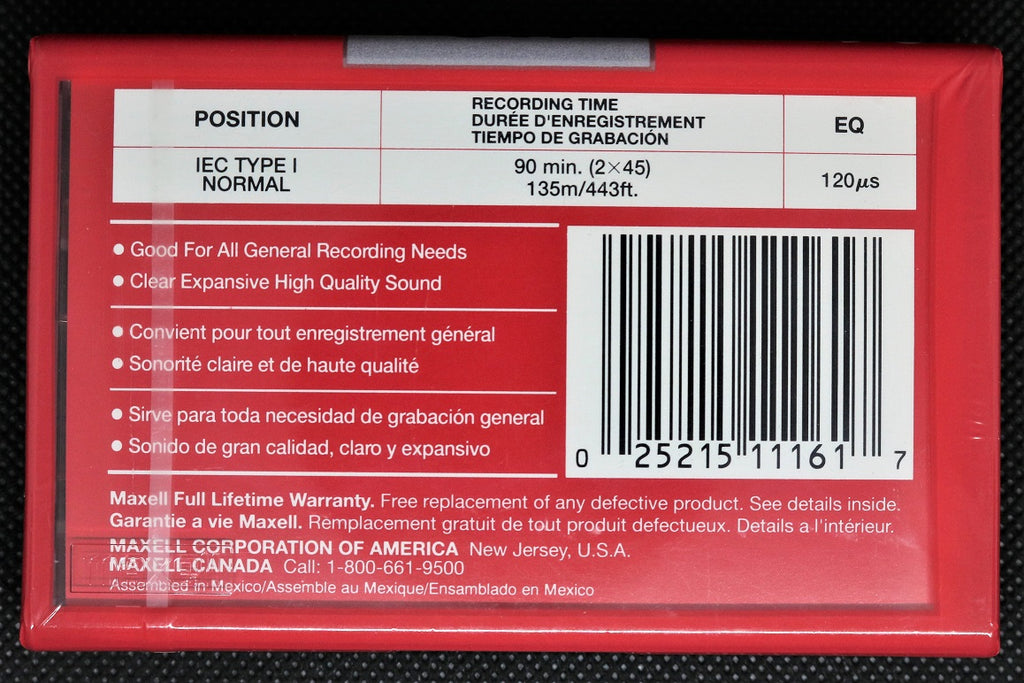 POSITION
RECORDING TIME
DURÉE D'ENREGISTREMENT
TIEMPO DE GRABACIÓN
EQ
IEC TYPE I
NORMAL
90 min. (2×45)
135m/443ft.
120µs
● Good For All General Recording Needs
● Clear Expansive High Quality Sound
● Convient pour tout enregistrement général
● Sonorité claire et de haute qualité
● Sirve para toda necesidad de grabación general
● Sonido de gran calidad, claro y expansivo
0 25215 11161 7
Maxell Full Lifetime Warranty. Free replacement of any defective product. See details inside.
Garantie a vie Maxell. Remplacement gratuit de tout produit defectueux. Details a l'intérieur.
MAXELL CORPORATION OF AMERICA New Jersey, U.S.A.
MAXELL CANADA Call: 1-800-661-9500
Assembled in Mexico/Assemble au Mexique/Ensamblado en Mexico